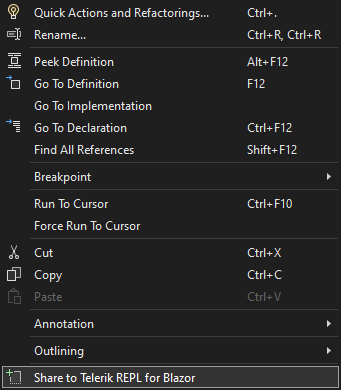 Quick Actions and Refactorings... Ctrl+.
Rename... Ctrl+R, Ctrl+R
Peek Definition Alt+F12
Go To Definition F12
Go To Implementation
Go To Declaration Ctrl+F12
Find All References Shift+F12
Breakpoint
Run To Cursor Ctrl+F10
Force Run To Cursor
Cut Ctrl+X
Copy Ctrl+C
Paste Ctrl+V
Annotation
Outlining
Share to Telerik REPL for Blazor